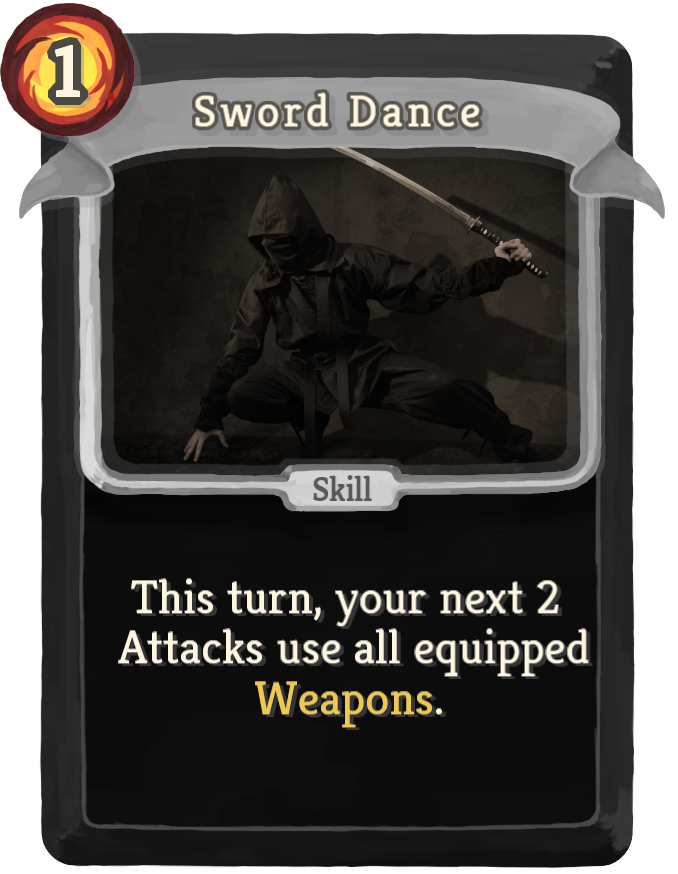 1
Sword Dance
Skill
This turn, your next 2
Attacks use all equipped
Weapons.